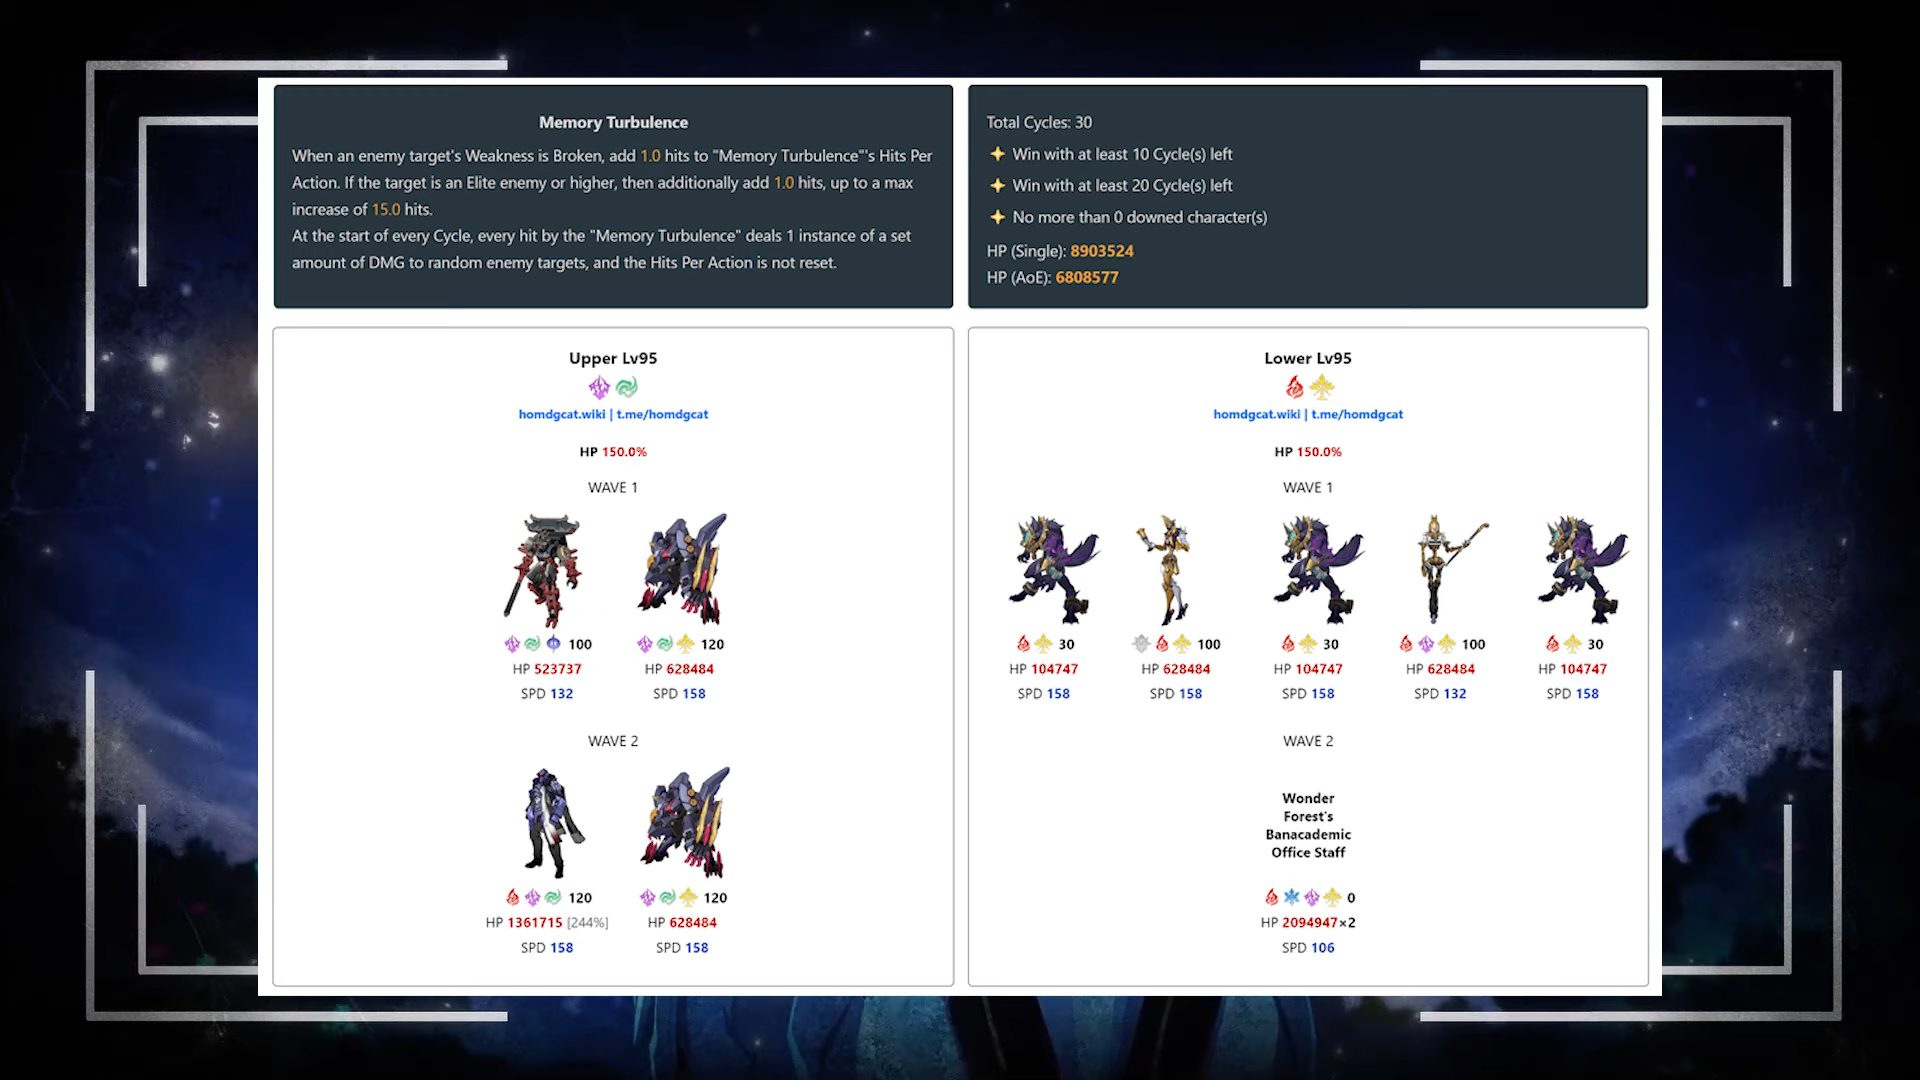 Memory Turbulence
When an enemy target's Weakness is Broken, add 1.0 hits to "Memory Turbulence"'s Hits Per
Action. If the target is an Elite enemy or higher, then additionally add 1.0 hits, up to a max
increase of 15.0 hits.
At the start of every Cycle, every hit by the "Memory Turbulence" deals 1 instance of a set
amount of DMG to random enemy targets, and the Hits Per Action is not reset.
Total Cycles: 30
Win with at least 10 Cycle(s) left
Win with at least 20 Cycle(s) left
No more than 0 downed character(s)
HP (Single): 8903524
HP (AoE): 6808577
Upper Lv95
homdgcat.wiki | t.me/homdgcat
HP 150.0%
WAVE 1
100 120
HP 523737 HP 628484
SPD 132 SPD 158
WAVE 2
120 120
HP 1361715 [244%] HP 628484
SPD 158 SPD 158
Lower Lv95
homdgcat.wiki | t.me/homdgcat
HP 150.0%
WAVE 1
30 100 30 100 30
HP 104747 HP 628484 HP 104747 HP 628484 HP 104747
SPD 158 SPD 158 SPD 158 SPD 132 SPD 158
WAVE 2
Wonder
Forest's
Banacademic
Office Staff
0
HP 2094947×2
SPD 106